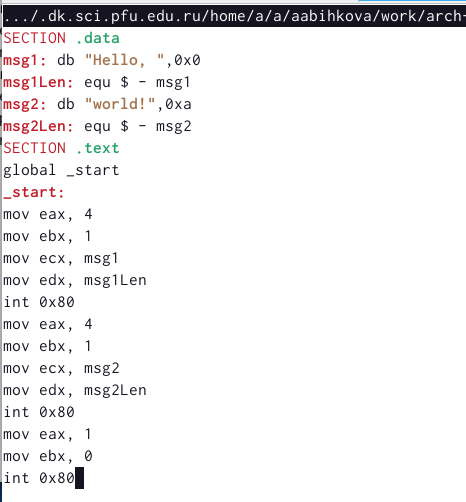 .../.dk.sci.pfu.edu.ru/home/a/a/aabihkova/work/arch-
SECTION .data
msg1: db "Hello, ",0x0
msg1Len: equ $ - msg1
msg2: db "world!",0xa
msg2Len: equ $ - msg2
SECTION .text
global _start
_start:
mov eax, 4
mov ebx, 1
mov ecx, msg1
mov edx, msg1Len
int 0x80
mov eax, 4
mov ebx, 1
mov ecx, msg2
mov edx, msg2Len
int 0x80
mov eax, 1
mov ebx, 0
int 0x80